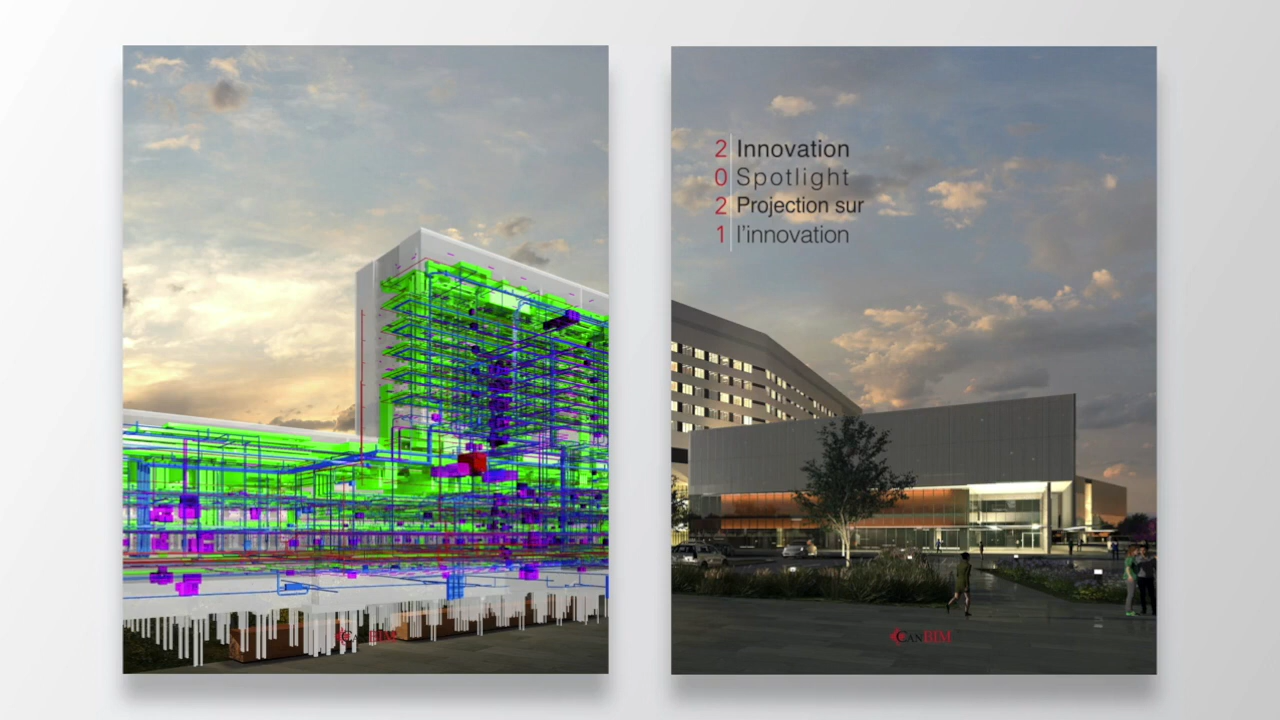 CanBIM
2 Innovation
0 Spotlight
2 Projection sur
1 l'innovation
CanBIM